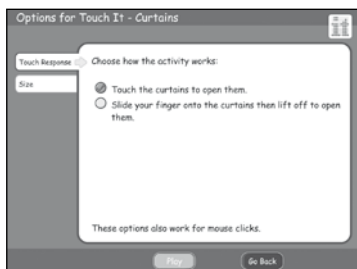 Options for Touch It - Curtains
it
Touch Response
Choose how the activity works:
Size
Touch the curtains to open them.
Slide your finger onto the curtains then lift off to open
them.
These options also work for mouse clicks.
Play
Go Back